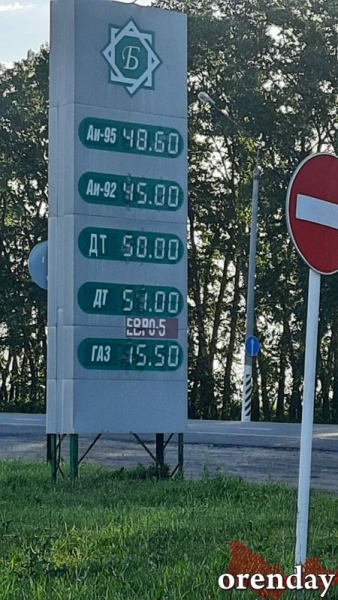 Б
Аи-95 48.60
Аи-92 45.00
ДТ 50.00
ДТ 51.00
ЕВРО-5
ГАЗ 15.50
orenday